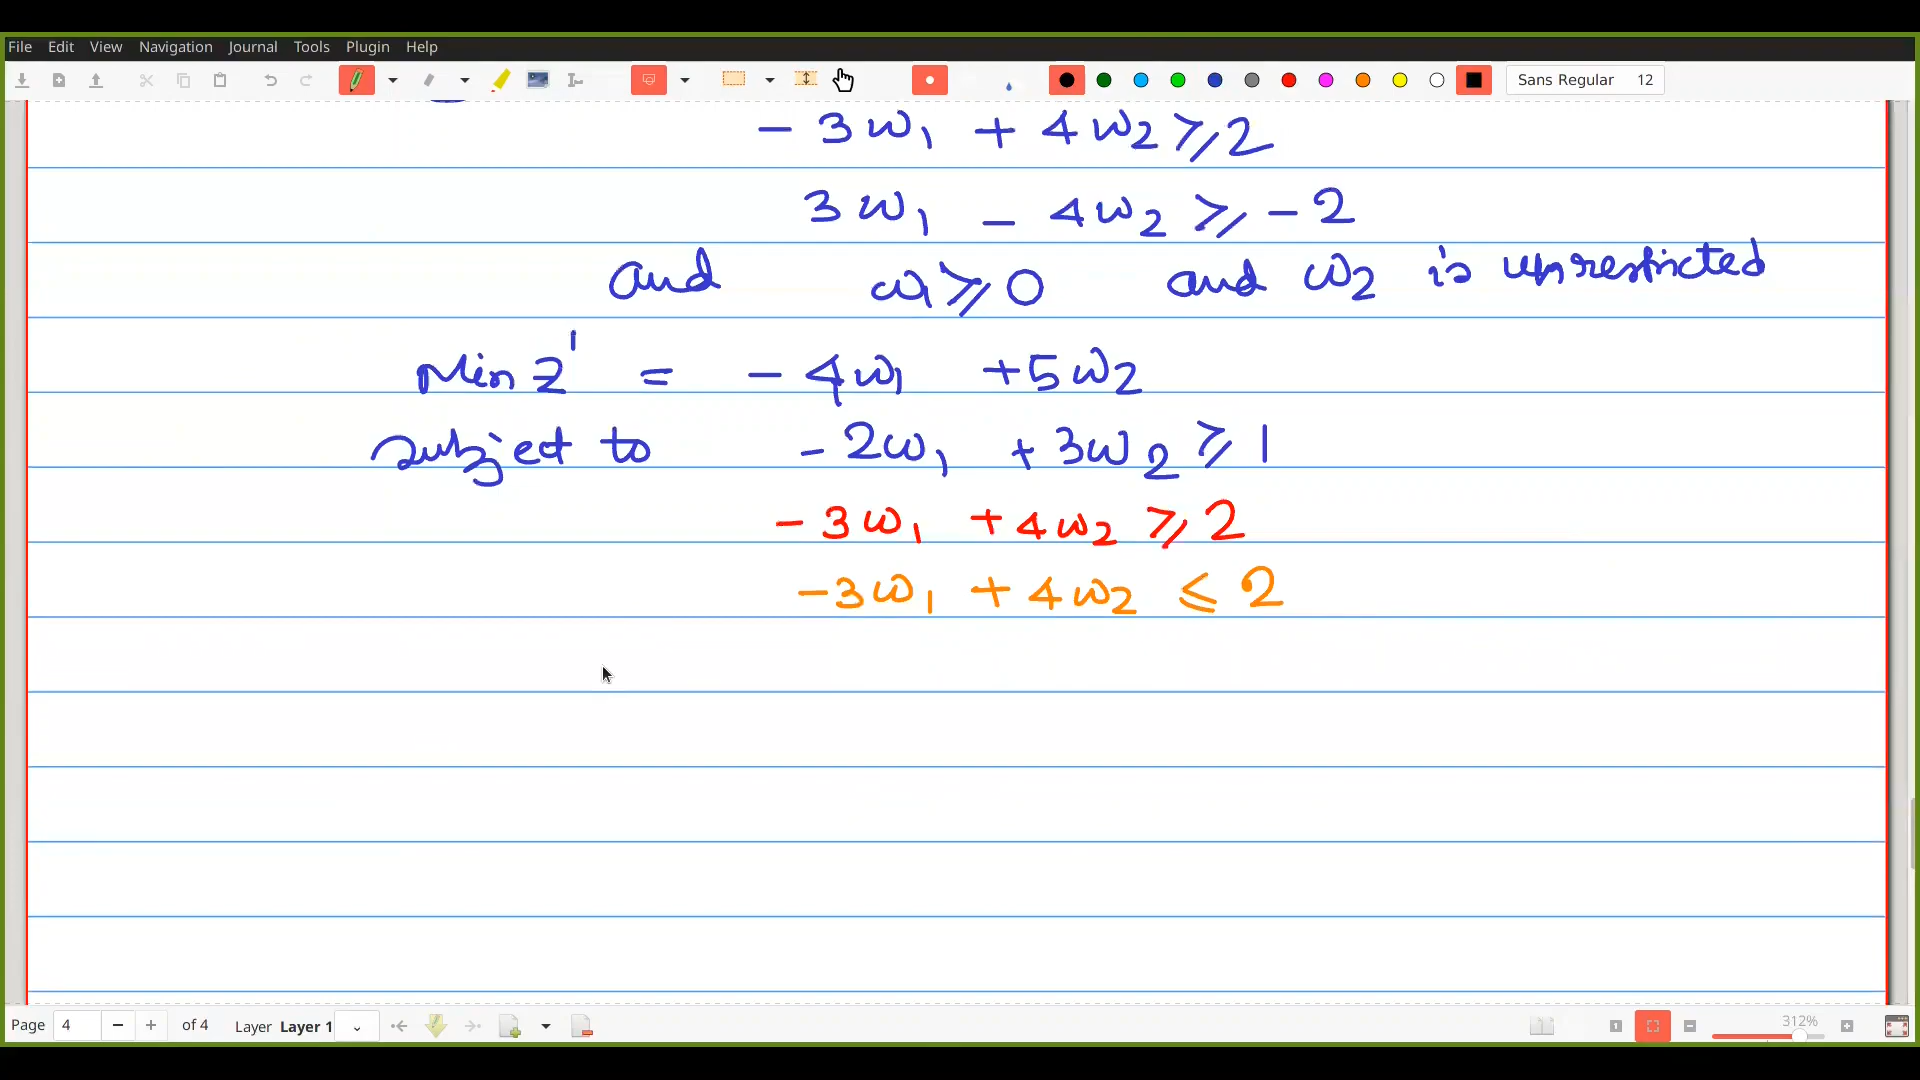 File Edit View Navigation Journal Tools Plugin Help
Sans Regular 12
- 3w₁ + 4w₂ ≥ 2
3w₁ - 4w₂ ≥ -2
and w₁ ≥ 0 and w₂ is unrestricted
Min Z' = - 4w₁ + 5w₂
subject to - 2w₁ + 3w₂ ≥ 1
- 3w₁ + 4w₂ ≥ 2
- 3w₁ + 4w₂ ≤ 2
Page 4 of 4 Layer Layer 1 312%